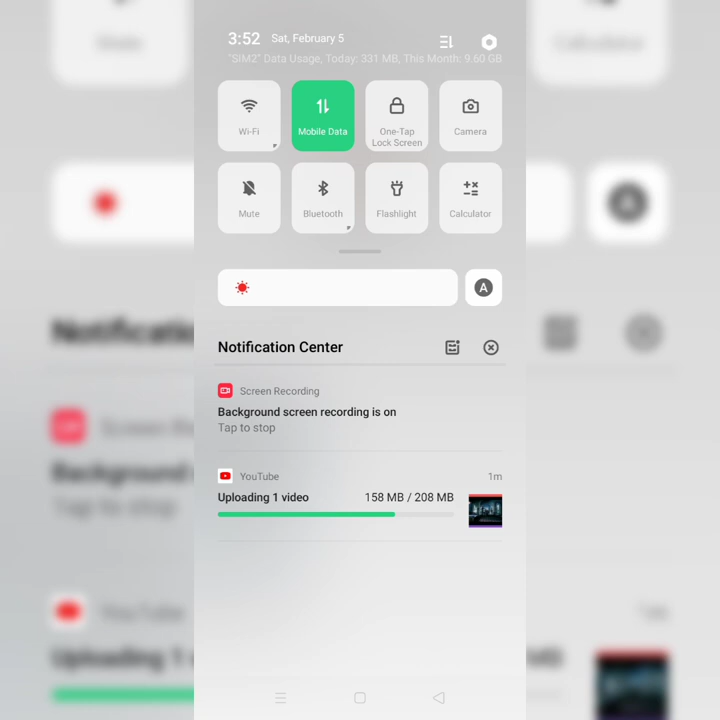 3:52 Sat, February 5
"SIM2" Data Usage, Today: 331 MB, This Month: 9.60 GB
Wi-Fi
Mobile Data
One-Tap
Lock Screen
Camera
Mute
Bluetooth
Flashlight
Calculator
A
Notification Center
Screen Recording
Background screen recording is on
Tap to stop
YouTube 1m
Uploading 1 video 158 MB / 208 MB